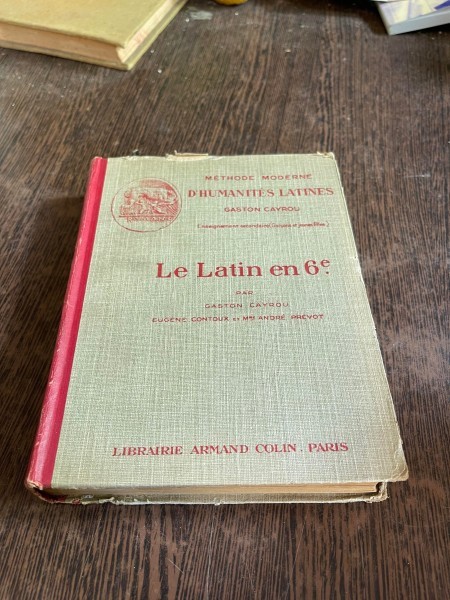 MÉTHODE MODERNE
D'HUMANITÉS LATINES
GASTON CAYROU
Le Latin en 6e.
PAR
GASTON CAYROU
EUGÈNE CONTOUX ET Mme ANDRÉ PRÉVOT
LIBRAIRIE ARMAND COLIN. PARIS